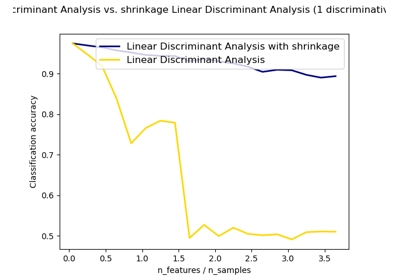 Discriminant Analysis vs. shrinkage Linear Discriminant Analysis (1 discriminative
Linear Discriminant Analysis with shrinkage
Linear Discriminant Analysis
Classification accuracy
0.9
0.8
0.7
0.6
0.5
0.0 0.5 1.0 1.5 2.0 2.5 3.0 3.5
n_features / n_samples